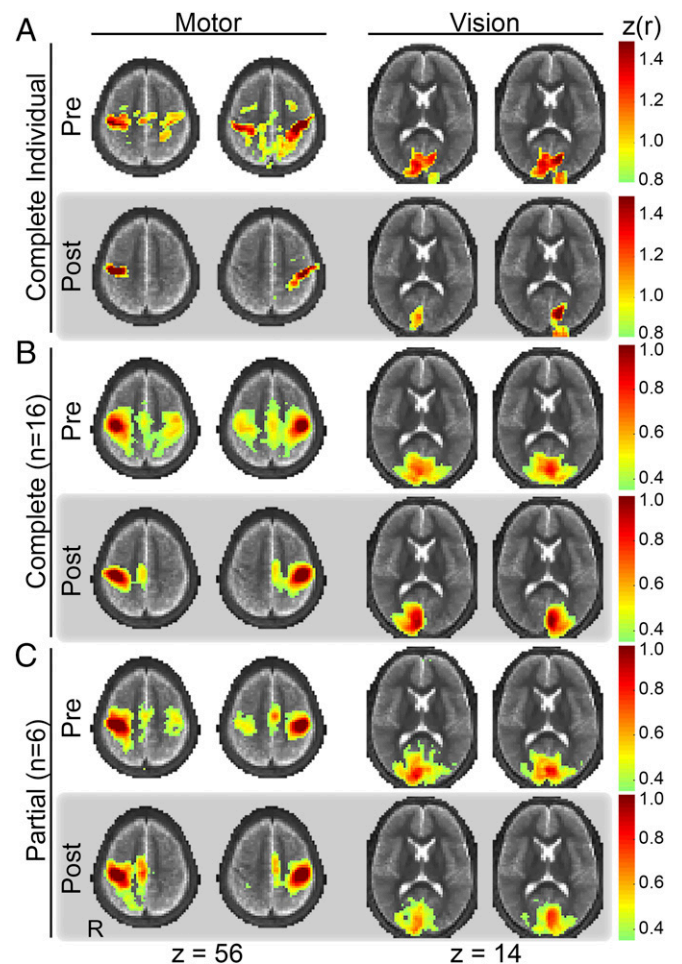 A Motor Vision z(r)
Complete Individual
Pre
1.4
1.2
1.0
0.8
Post
1.4
1.2
1.0
0.8
B
Complete (n=16)
Pre
1.0
0.8
0.6
0.4
Post
1.0
0.8
0.6
0.4
C
Partial (n=6)
Pre
1.0
0.8
0.6
0.4
Post
1.0
0.8
0.6
0.4
R
z = 56 z = 14